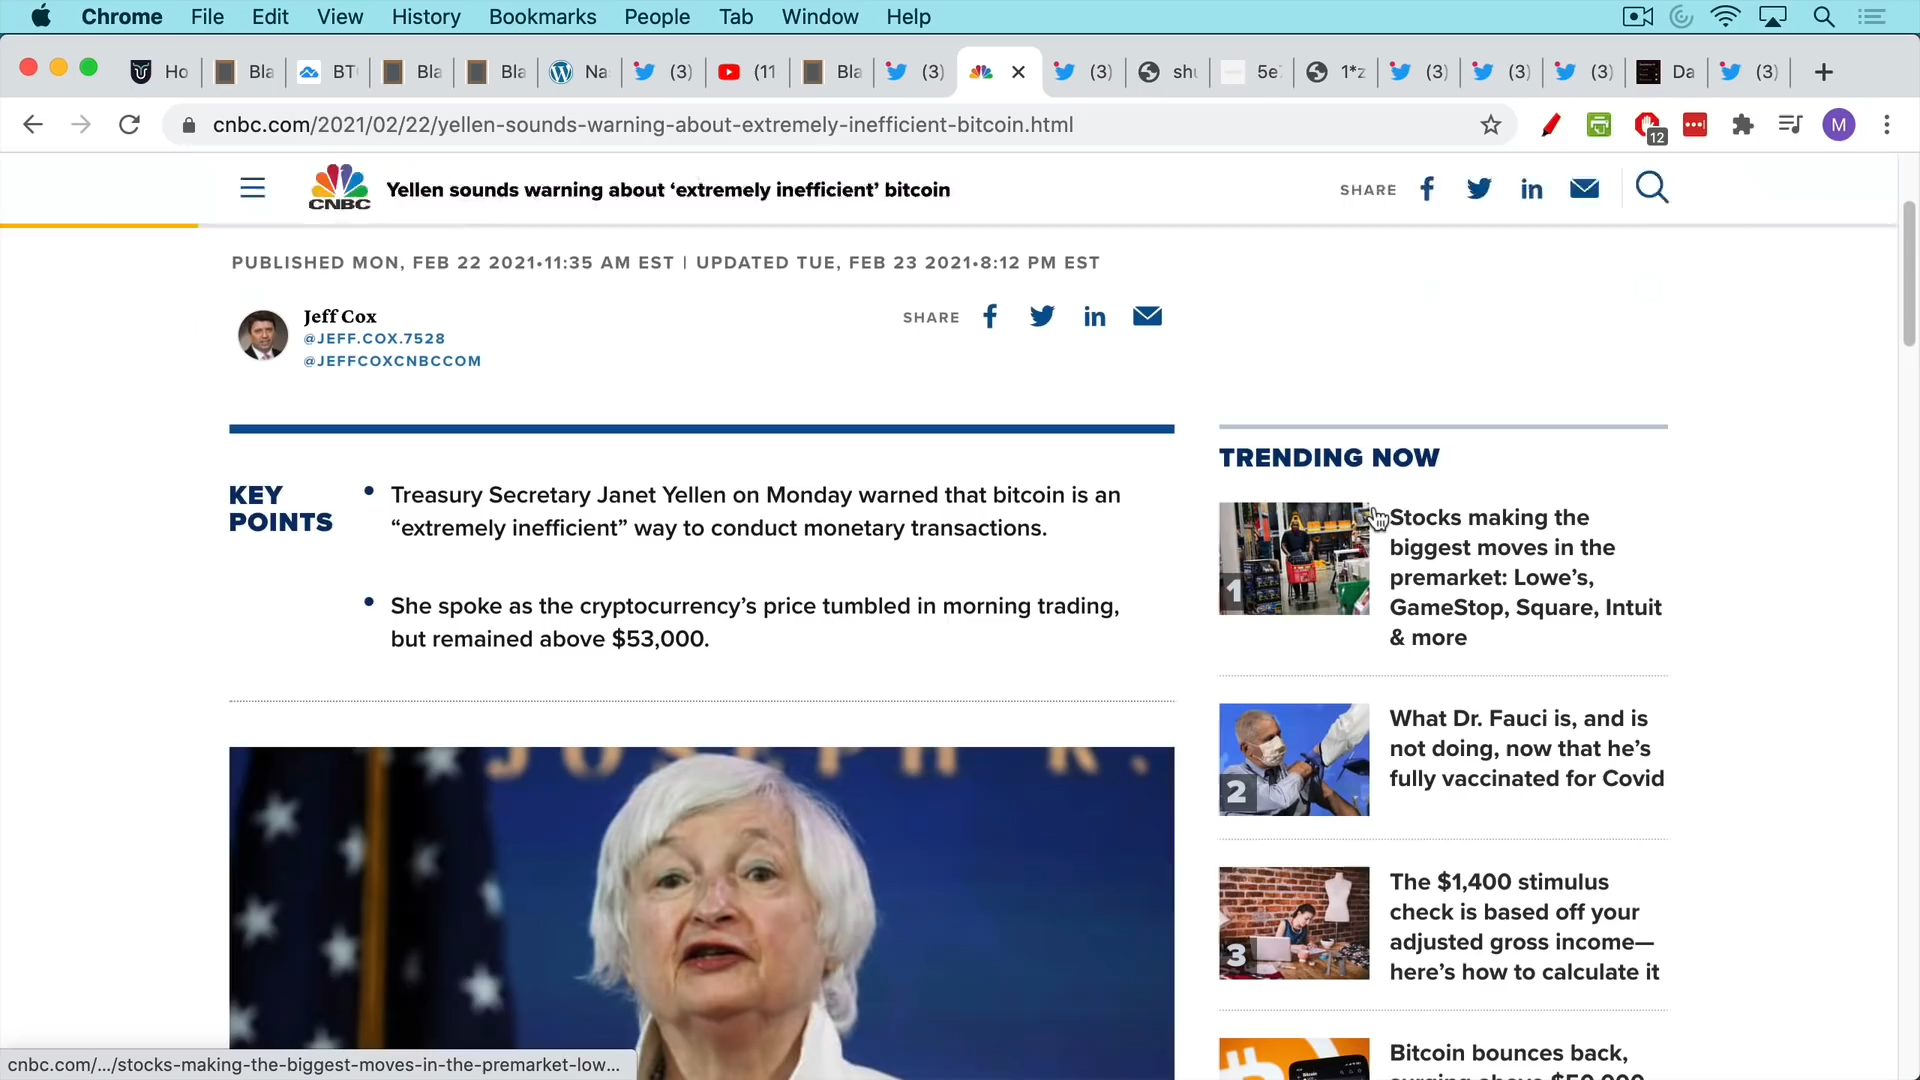 Chrome File Edit View History Bookmarks People Tab Window Help
Ho Bla BT Bla Bla Na (3) (11 Bla (3) (3) shu 5e 1*z (3) (3) (3) Da (3)
cnbc.com/2021/02/22/yellen-sounds-warning-about-extremely-inefficient-bitcoin.html
12
M
CNBC
Yellen sounds warning about ‘extremely inefficient’ bitcoin
SHARE
PUBLISHED MON, FEB 22 2021•11:35 AM EST | UPDATED TUE, FEB 23 2021•8:12 PM EST
Jeff Cox
@JEFF.COX.7528
@JEFFCOXCNBCCOM
SHARE
KEY
POINTS
• Treasury Secretary Janet Yellen on Monday warned that bitcoin is an
“extremely inefficient” way to conduct monetary transactions.
• She spoke as the cryptocurrency’s price tumbled in morning trading,
but remained above $53,000.
JOSEPH R.
TRENDING NOW
1
Stocks making the
biggest moves in the
premarket: Lowe’s,
GameStop, Square, Intuit
& more
2
What Dr. Fauci is, and is
not doing, now that he’s
fully vaccinated for Covid
3
The $1,400 stimulus
check is based off your
adjusted gross income—
here’s how to calculate it
Bitcoin bounces back,
surging above $50,000
cnbc.com/.../stocks-making-the-biggest-moves-in-the-premarket-low...